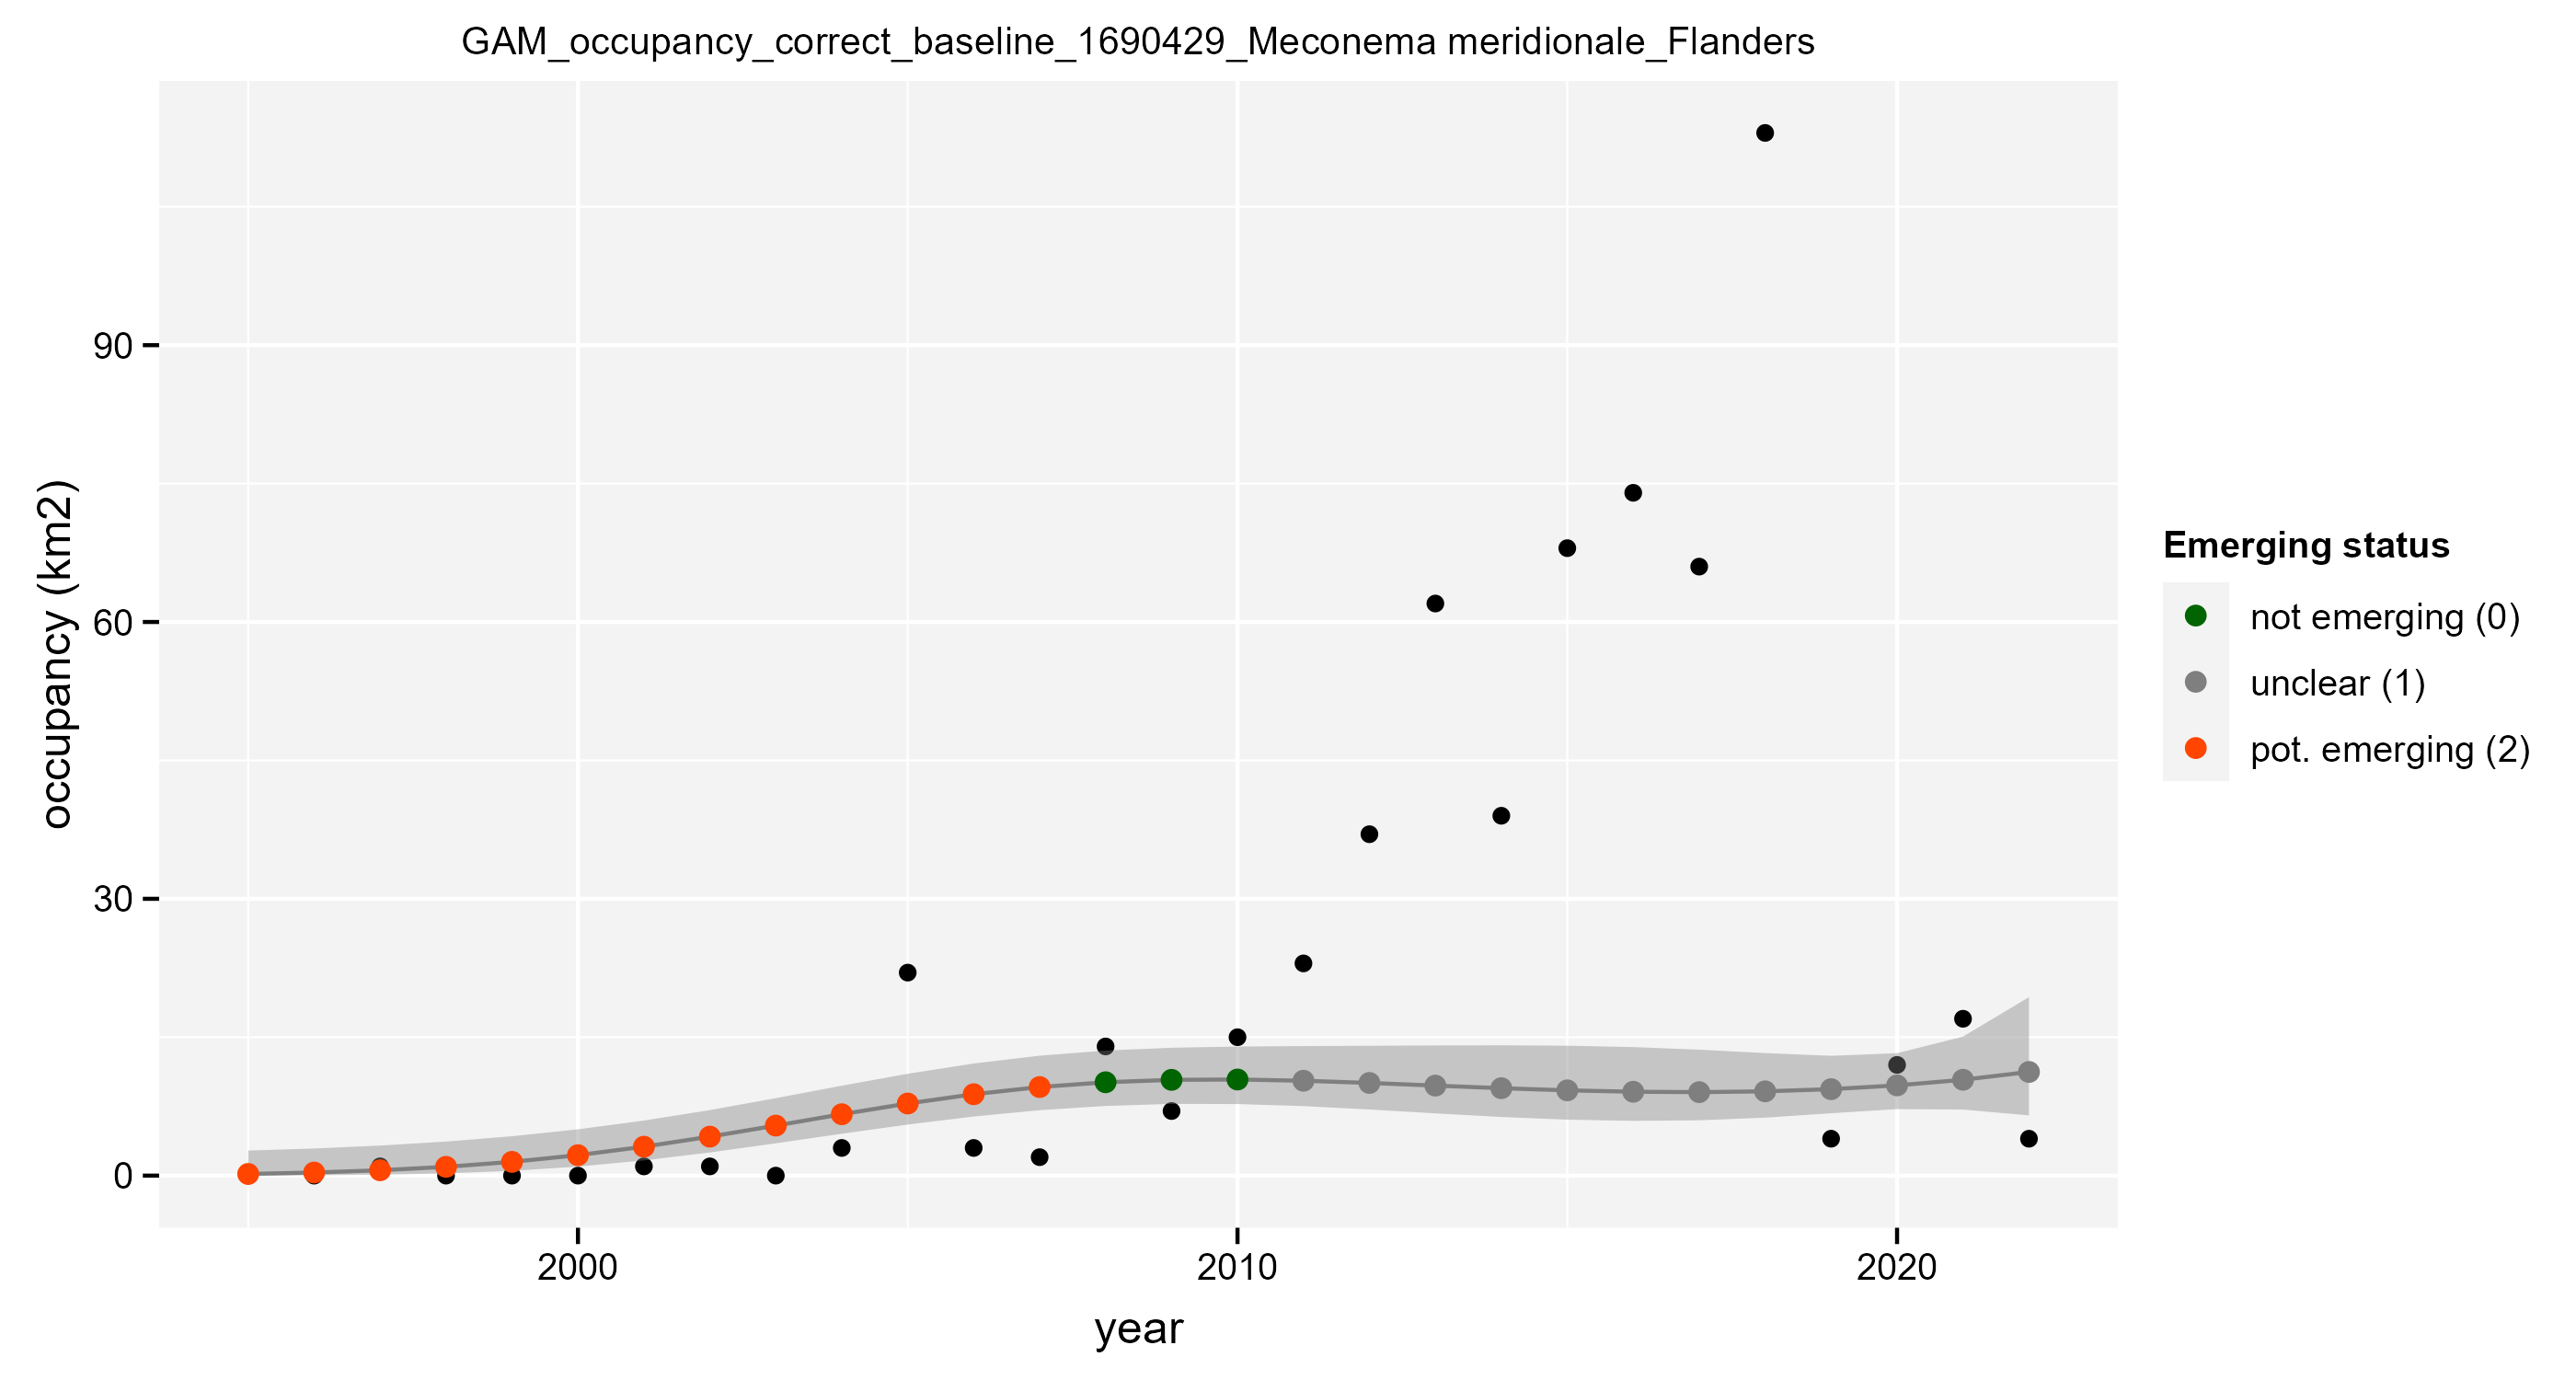 GAM_occupancy_correct_baseline_1690429_Meconema meridionale_Flanders
occupancy (km2)
90
60
30
0
2000
2010
2020
year
Emerging status
not emerging (0)
unclear (1)
pot. emerging (2)